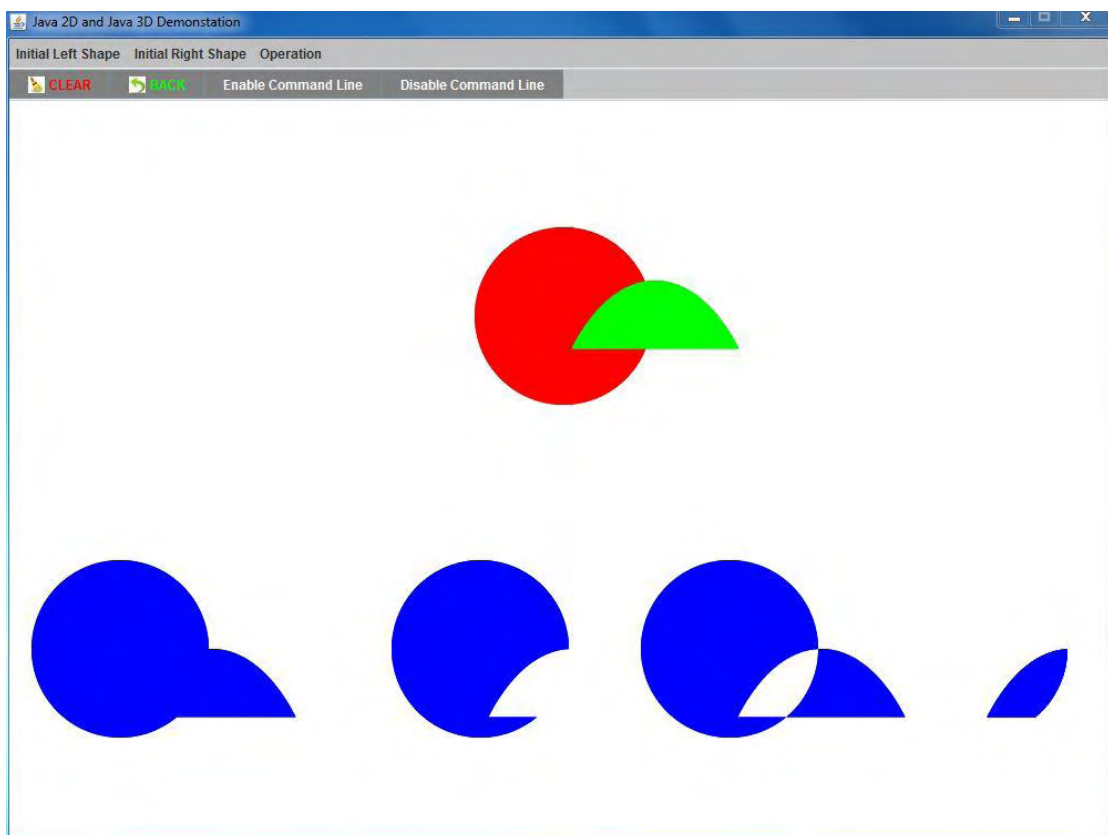 Java 2D and Java 3D Demonstation
Initial Left Shape Initial Right Shape Operation
CLEAR BACK Enable Command Line Disable Command Line